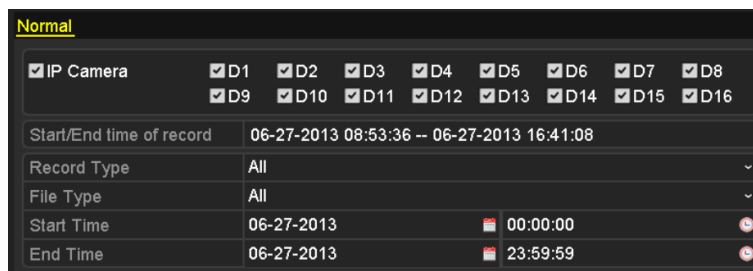 Normal
IP Camera D1 D2 D3 D4 D5 D6 D7 D8
D9 D10 D11 D12 D13 D14 D15 D16
Start/End time of record 06-27-2013 08:53:36 -- 06-27-2013 16:41:08
Record Type All
File Type All
Start Time 06-27-2013 00:00:00
End Time 06-27-2013 23:59:59